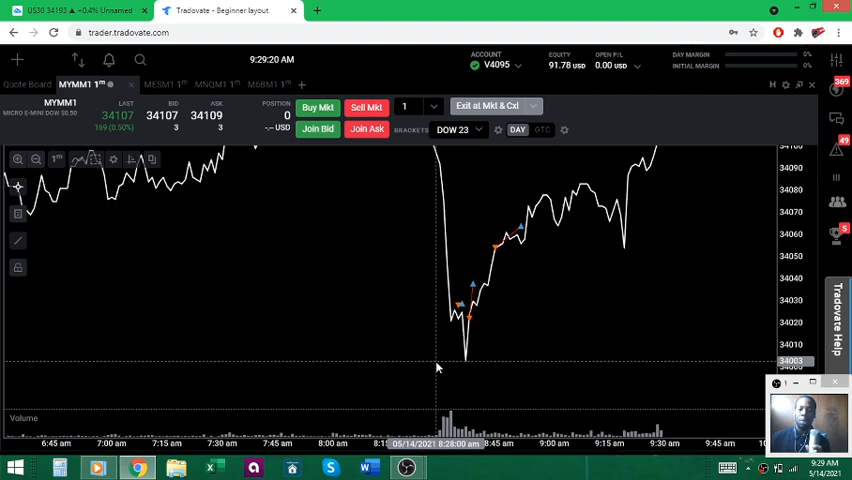 US30 34193 ▲ +0.4% Unnamed
Tradovate - Beginner layout
trader.tradovate.com
9:29:20 AM
ACCOUNT
V4095
EQUITY
91.78 USD
OPEN P/L
0.00 USD
DAY MARGIN
INITIAL MARGIN
Quote Board
MYMM1 1m
MESM1 1m
MNQM1 1m
M6BM1 1m
369
MYMM1
MICRO E-MINI DOW $0.50
LAST
34107
169 (0.50%)
BID
34107
3
ASK
34109
3
POSITION
0
-.-- USD
Buy Mkt
Sell Mkt
1
Exit at Mkt & Cxl
Join Bid
Join Ask
BRACKETS
DOW 23
DAY
GTC
49
5
1m
34100
34090
34080
34070
34060
34050
34040
34030
34020
34010
34003
Tradovate Help
Volume
6:45 am
7:00 am
7:15 am
7:30 am
7:45 am
8:00 am
8:15
05/14/2021 8:28:00 am
8:45 am
9:00 am
9:15 am
9:30 am
9:45 am
9:29 AM
5/14/2021